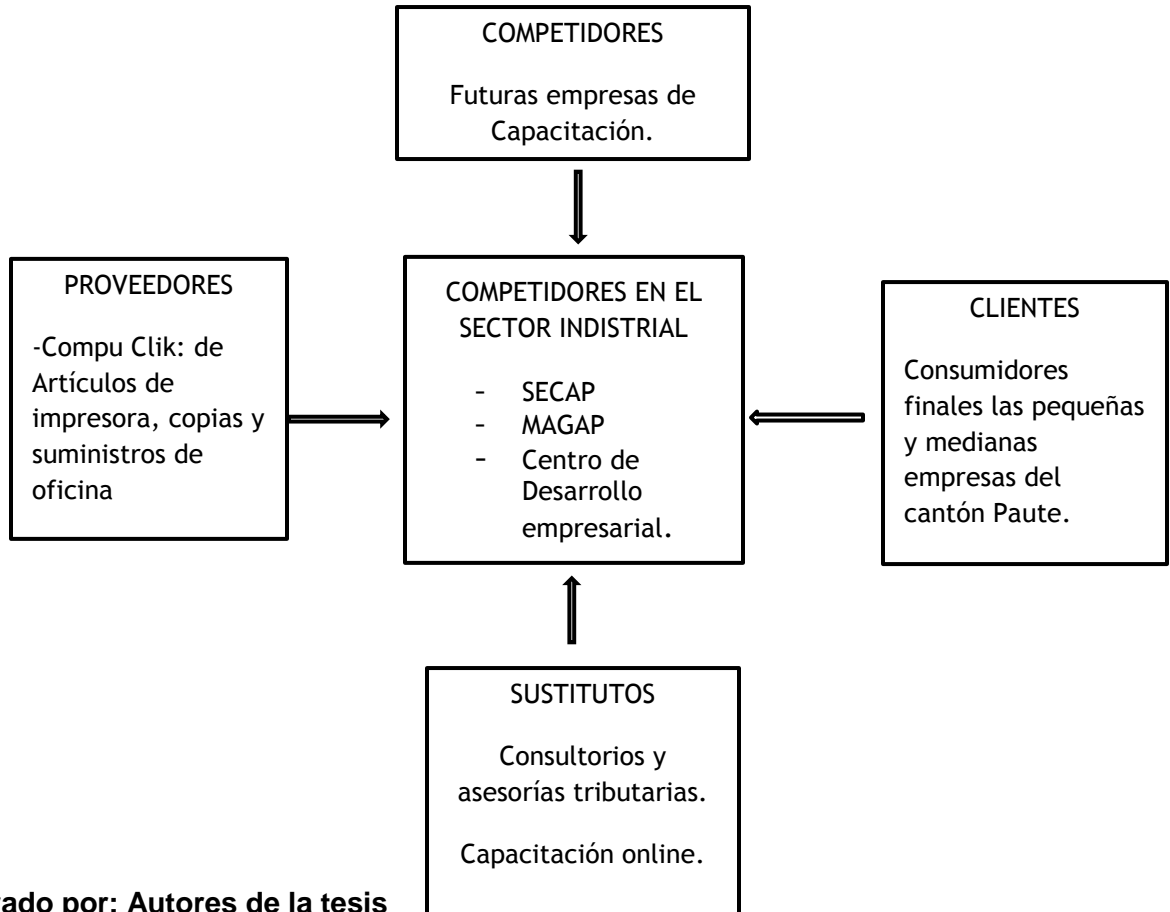 COMPETIDORES
Futuras empresas de
Capacitación.
PROVEEDORES
-Compu Clik: de
Artículos de
impresora, copias y
suministros de
oficina
COMPETIDORES EN EL
SECTOR INDISTRIAL
- SECAP
- MAGAP
- Centro de
Desarrollo
empresarial.
CLIENTES
Consumidores
finales las pequeñas
y medianas
empresas del
cantón Paute.
SUSTITUTOS
Consultorios y
asesorías tributarias.
Capacitación online.
por: Autores de la tesis